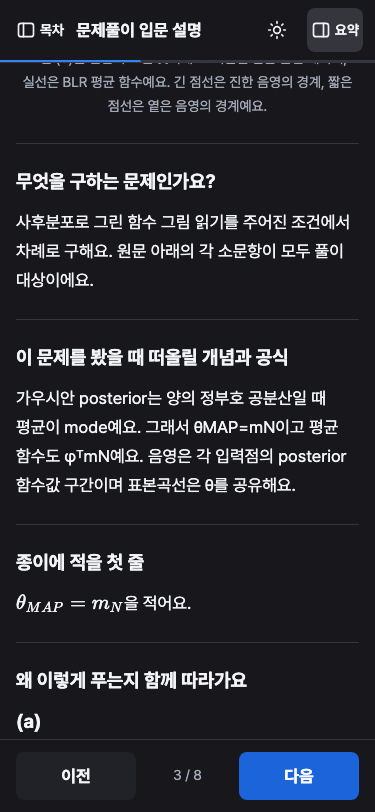 목차 문제풀이 입문 설명 요약
실선은 BLR 평균 함수예요. 긴 점선은 진한 음영의 경계, 짧은
점선은 옅은 음영의 경계예요.
무엇을 구하는 문제인가요?
사후분포로 그린 함수 그림 읽기를 주어진 조건에서
차례로 구해요. 원문 아래의 각 소문항이 모두 풀이
대상이에요.
이 문제를 봤을 때 떠올릴 개념과 공식
가우시안 posterior는 양의 정부호 공분산일 때
평균이 mode예요. 그래서 θMAP=mN이고 평균
함수도 φᵀmN예요. 음영은 각 입력점의 posterior
함수값 구간이며 표본곡선은 θ를 공유해요.
종이에 적을 첫 줄
θ_{MAP} = m_N을 적어요.
왜 이렇게 푸는지 함께 따라가요
(a)
이전 3 / 8 다음